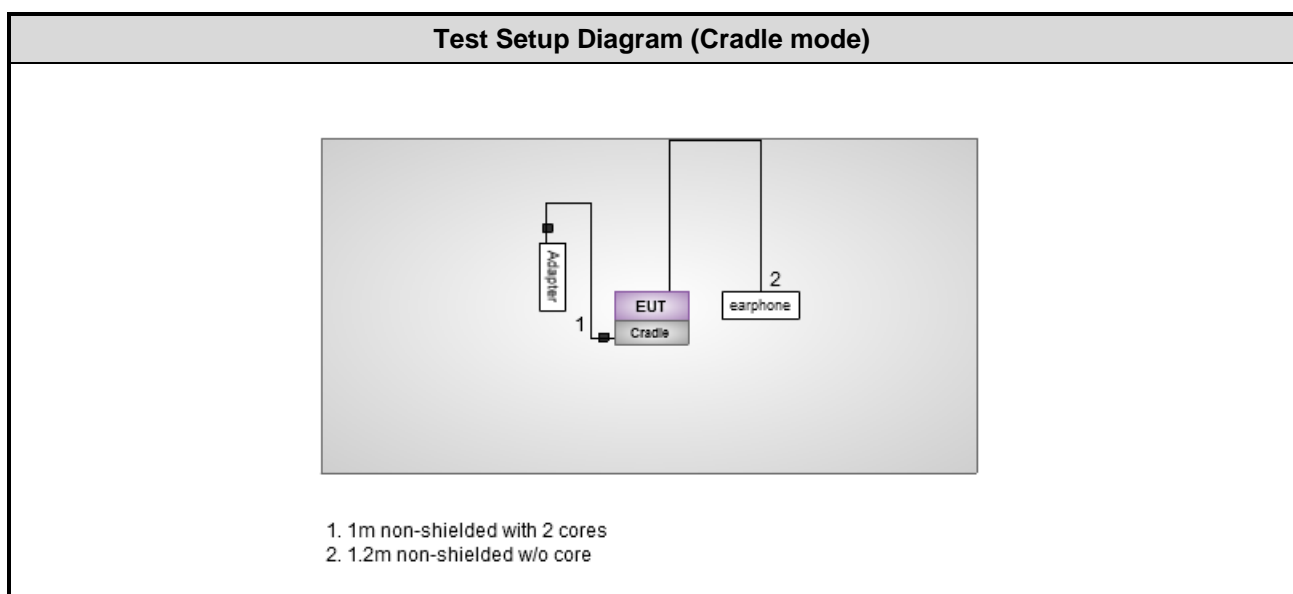 Test Setup Diagram (Cradle mode)
Adapter
2
EUT
earphone
1
Cradle
1. 1m non-shielded with 2 cores
2. 1.2m non-shielded w/o core